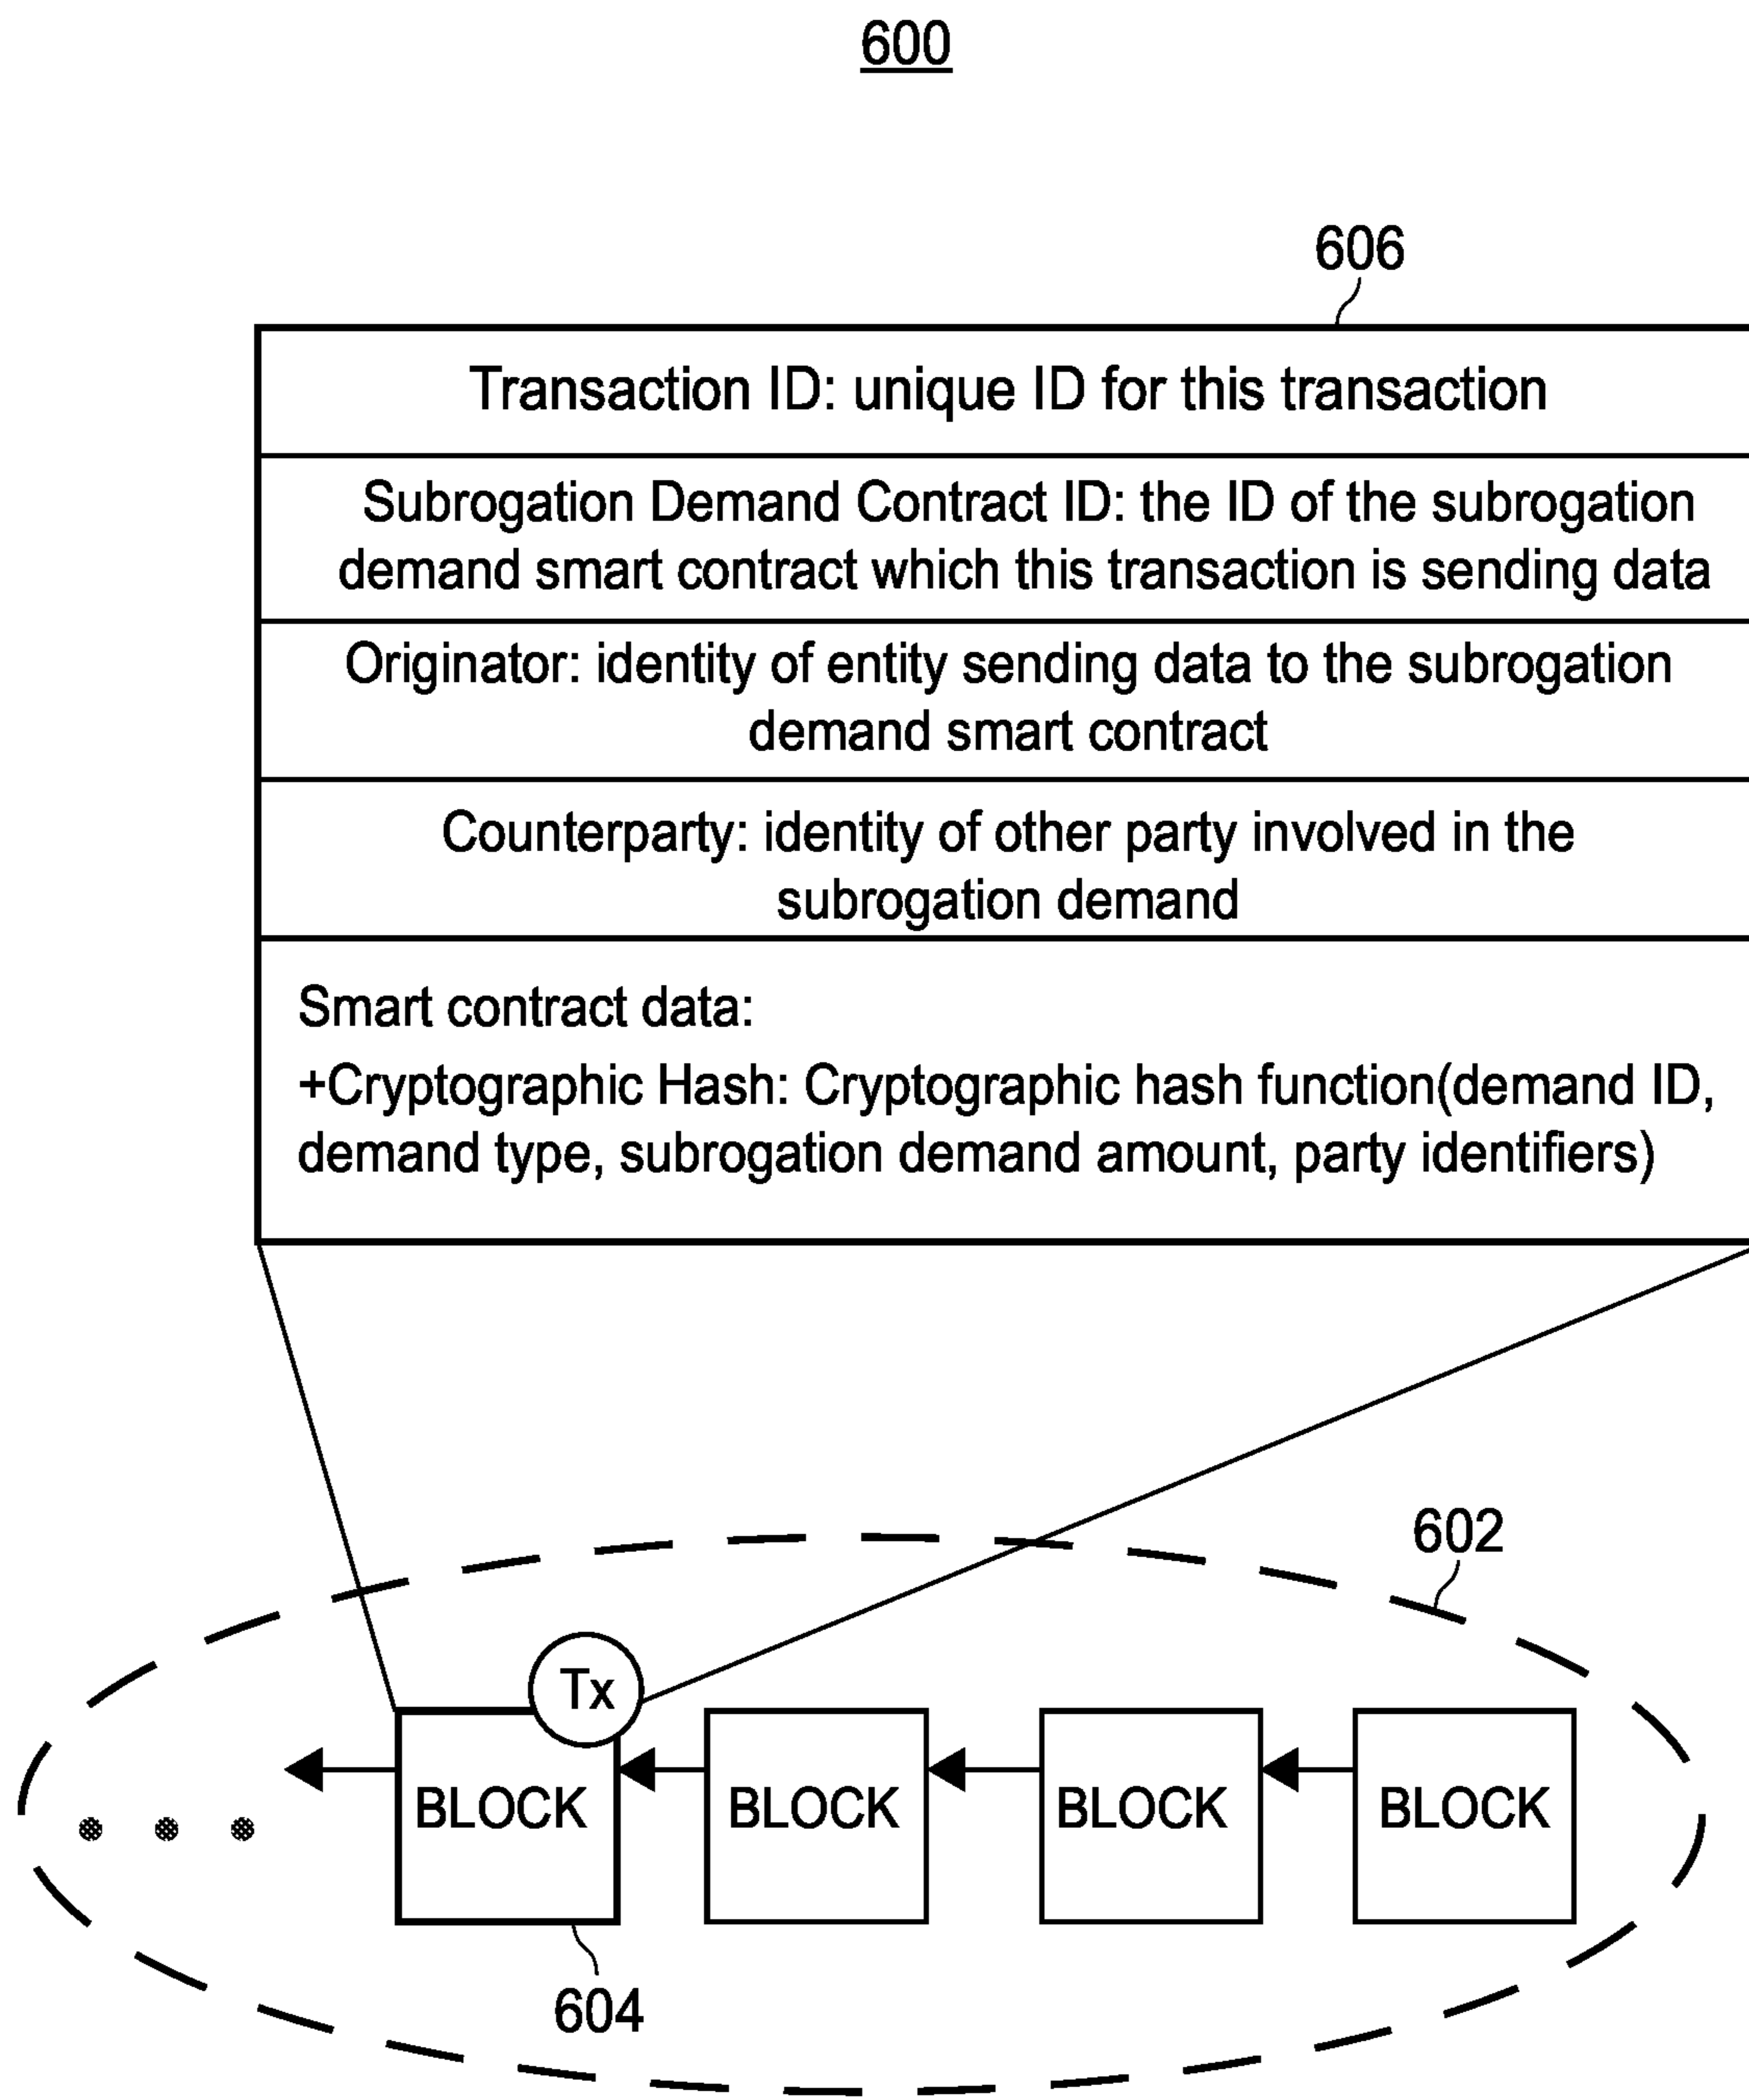 600
606
Transaction ID: unique ID for this transaction
Subrogation Demand Contract ID: the ID of the subrogation
demand smart contract which this transaction is sending data
Originator: identity of entity sending data to the subrogation
demand smart contract
Counterparty: identity of other party involved in the
subrogation demand
Smart contract data:
+Cryptographic Hash: Cryptographic hash function(demand ID,
demand type, subrogation demand amount, party identifiers)
602
Tx
BLOCK BLOCK BLOCK BLOCK
604